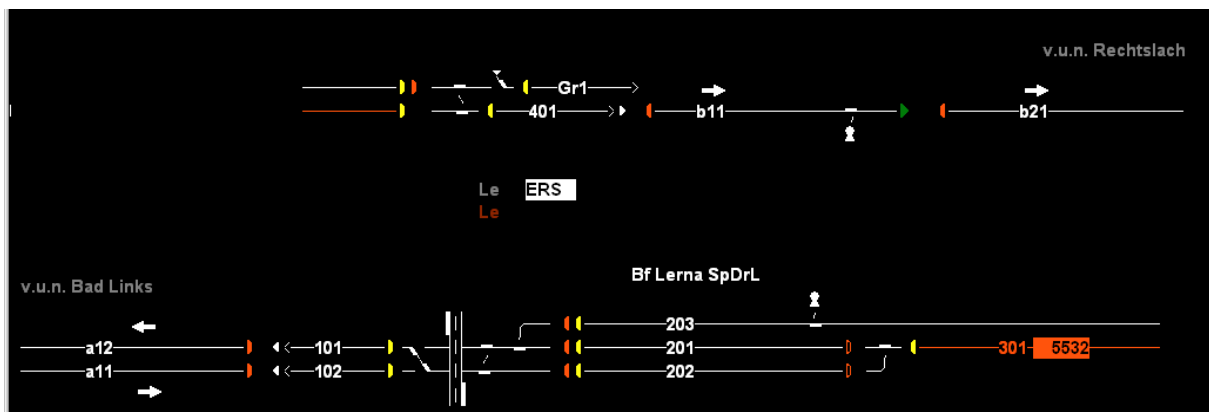 v.u.n. Rechtslach
Gr1
401 b11 b21
Le ERS
Le
Bf Lerna SpDrL
v.u.n. Bad Links
203
a12 101 201 301 5532
a11 102 202